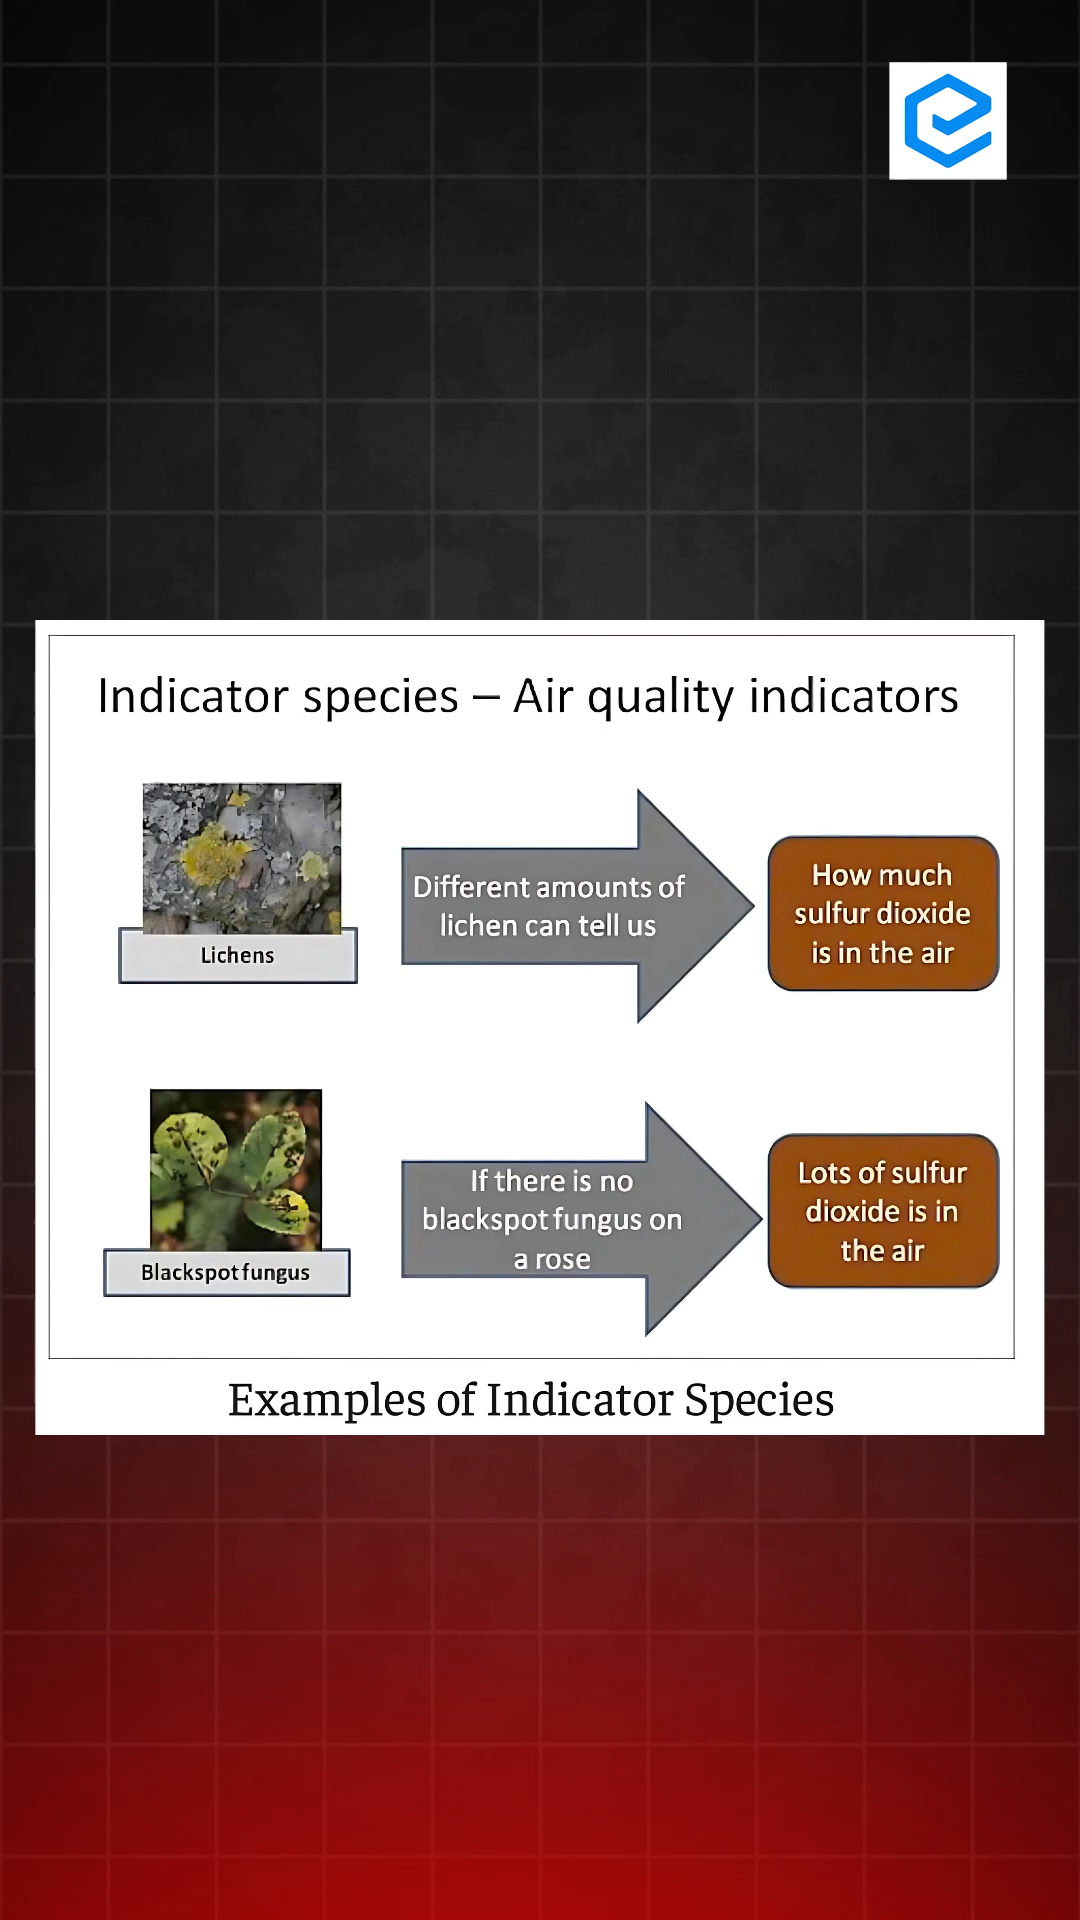 Indicator species – Air quality indicators
Lichens
Different amounts of
lichen can tell us
How much
sulfur dioxide
is in the air
Blackspot fungus
If there is no
blackspot fungus on
a rose
Lots of sulfur
dioxide is in
the air
Examples of Indicator Species